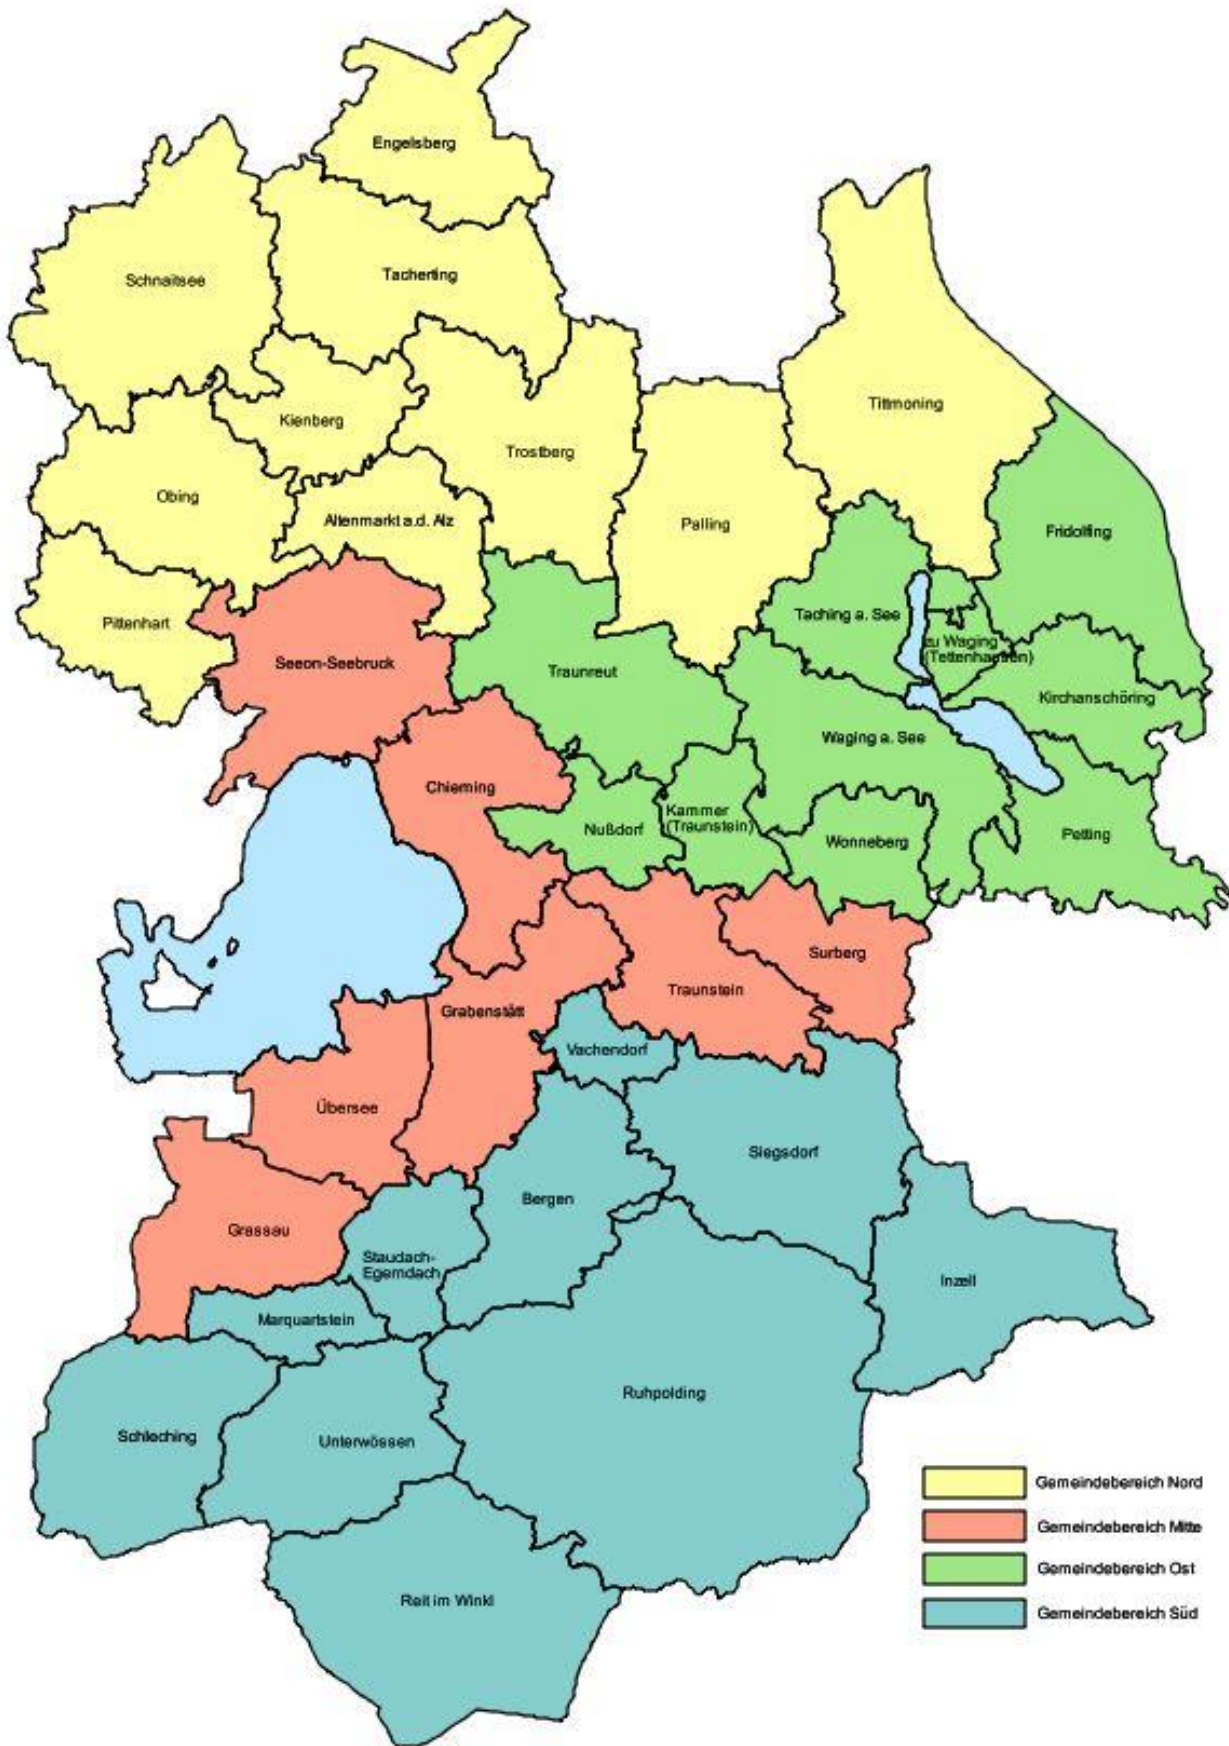 Engelsberg
Schnaitsee
Tacherting
Kienberg
Tittmoning
Trostberg
Obing
Altenmarkt a.d. Alz
Palling
Fridolfing
Pittenhart
Taching a. See
Seeon-Seebruck
Traunreut
zu Waging
(Tettenhausen)
Kirchanschöring
Waging a. See
Chieming
Nußdorf
Kammer
(Traunstein)
Wonneberg
Petting
Surberg
Traunstein
Grabenstätt
Vachendorf
Übersee
Siegsdorf
Bergen
Grassau
Staudach-
Egerndach
Inzell
Marquartstein
Ruhpolding
Schleching
Unterwössen
Reit im Winkl
Gemeindebereich Nord
Gemeindebereich Mitte
Gemeindebereich Ost
Gemeindebereich Süd